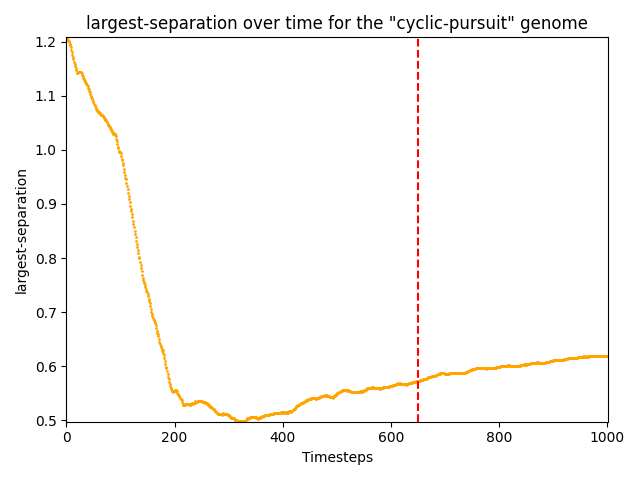 largest-separation over time for the "cyclic-pursuit" genome
1.2
1.1
1.0
0.9
0.8
0.7
0.6
0.5
largest-separation
0 200 400 600 800 1000
Timesteps